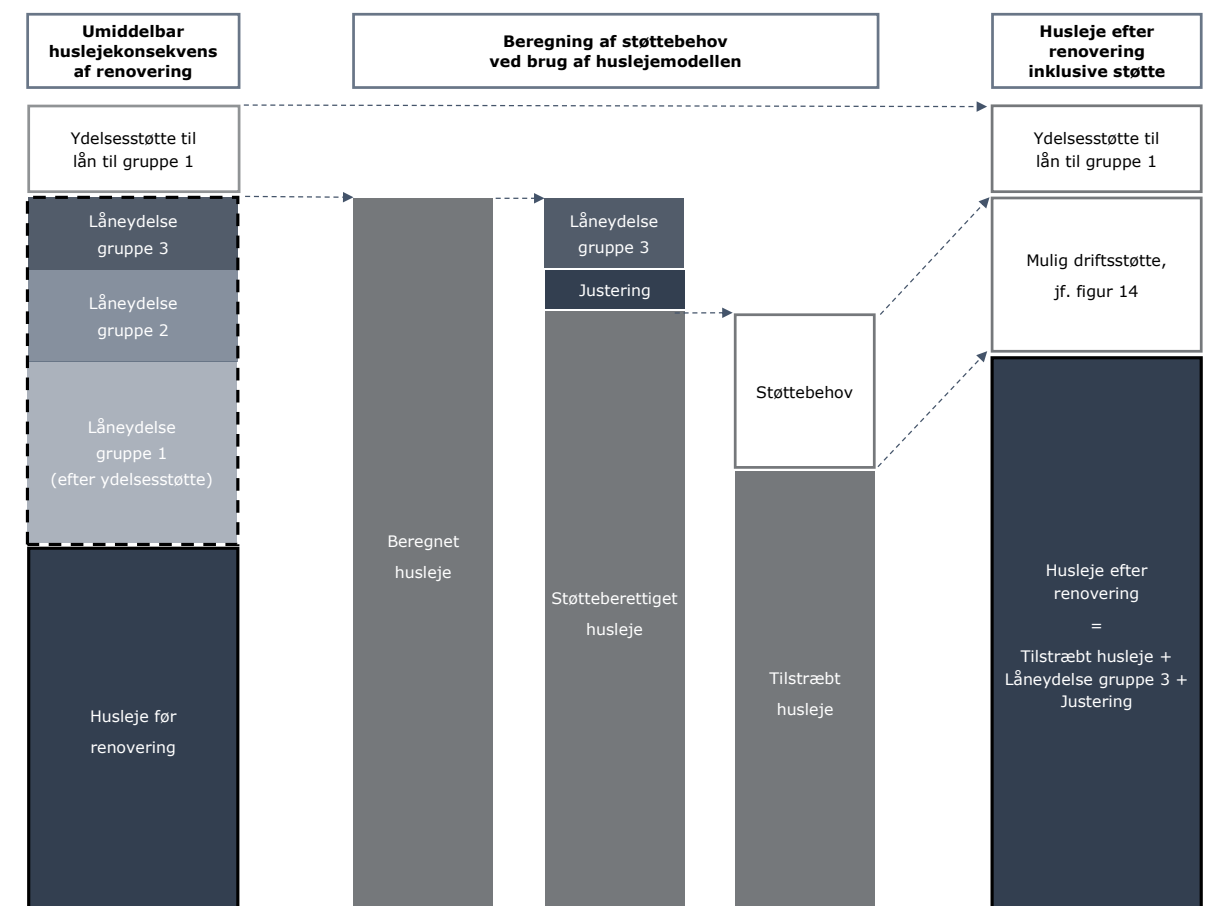 Umiddelbar
huslejekonsekvens
af renovering
Beregning af støttebehov
ved brug af huslejemodellen
Husleje efter
renovering
inklusive støtte
Ydelsesstøtte til
lån til gruppe 1
Låneydelse
gruppe 3
Låneydelse
gruppe 2
Låneydelse
gruppe 1
(efter ydelsesstøtte)
Husleje før
renovering
Beregnet
husleje
Låneydelse
gruppe 3
Justering
Støtteberettiget
husleje
Støttebehov
Tilstræbt
husleje
Ydelsesstøtte til
lån til gruppe 1
Mulig driftsstøtte,
jf. figur 14
Husleje efter
renovering
=
Tilstræbt husleje +
Låneydelse gruppe 3 +
Justering